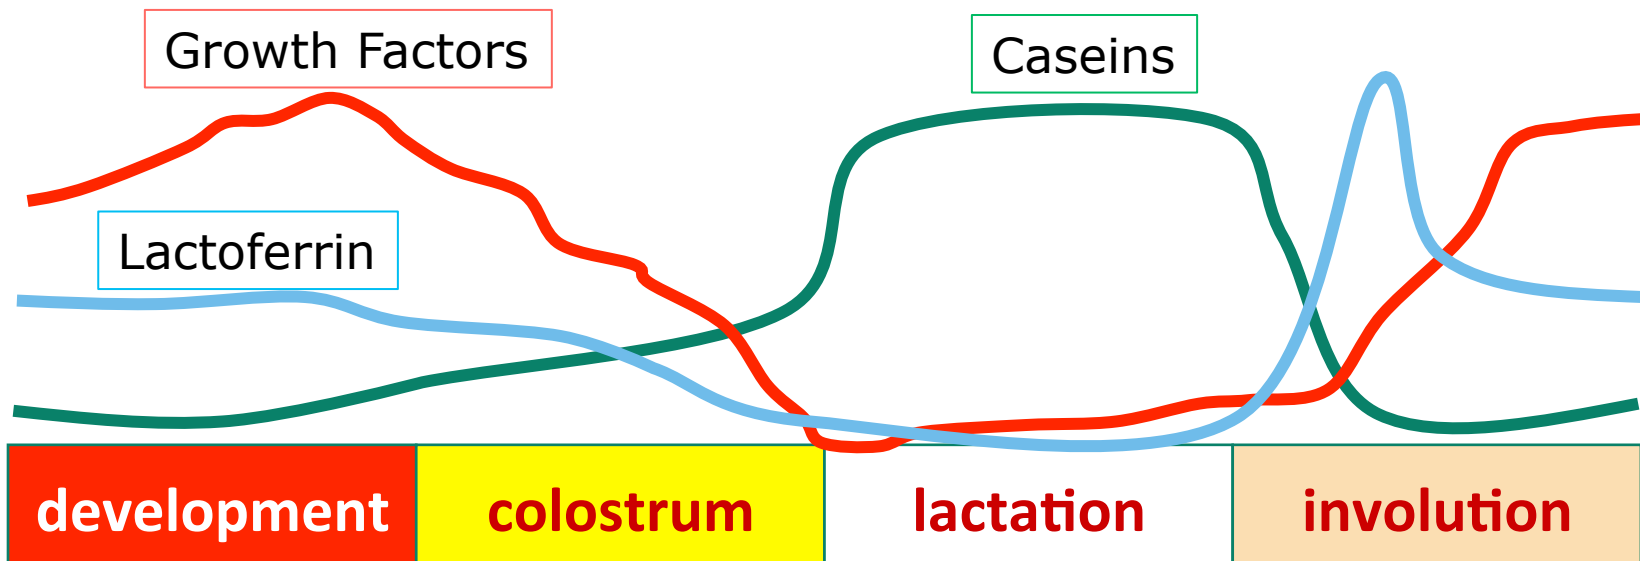 Growth Factors
Caseins
Lactoferrin
development
colostrum
lactation
involution